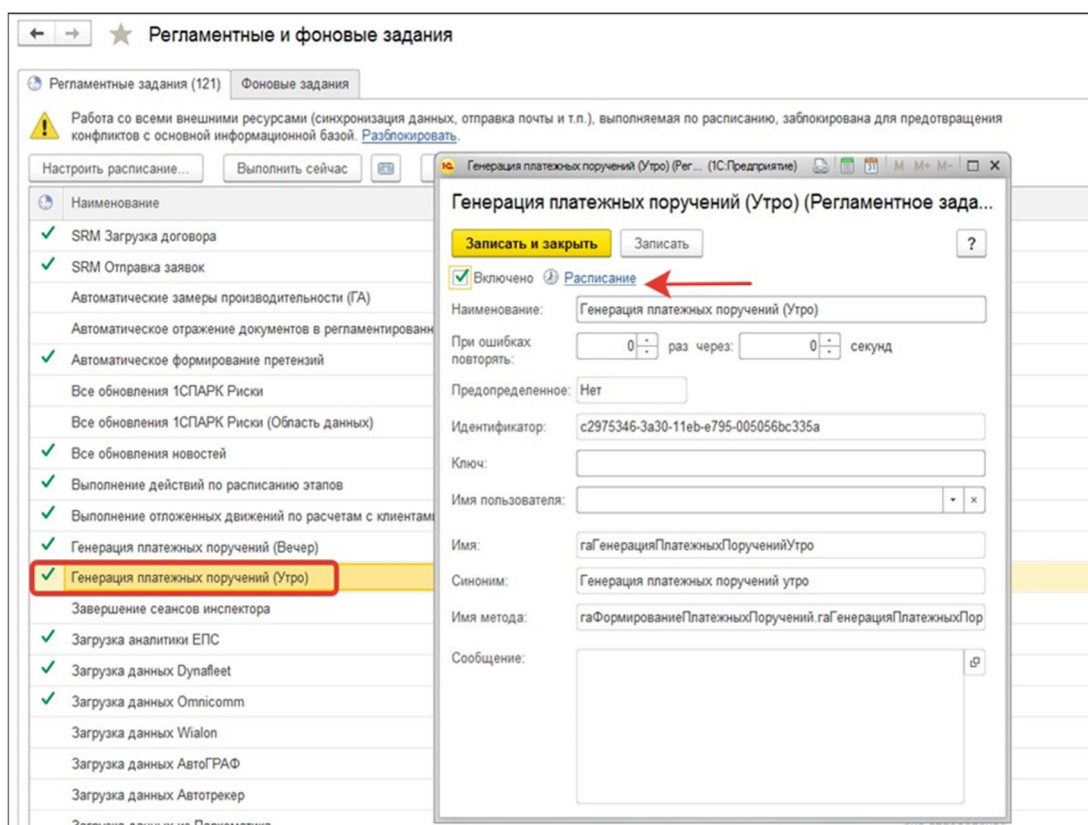 Регламентные и фоновые задания
Регламентные задания (121) Фоновые задания
Работа со всеми внешними ресурсами (синхронизация данных, отправка почты и т.п.), выполняемая по расписанию, заблокирована для предотвращения
конфликтов с основной информационной базой. Разблокировать.
Настроить расписание... Выполнить сейчас
Наименование
SRM Загрузка договора
SRM Отправка заявок
Автоматические замеры производительности (ГА)
Автоматическое отражение документов в регламентированн
Автоматическое формирование претензий
Все обновления 1СПАРК Риски
Все обновления 1СПАРК Риски (Область данных)
Все обновления новостей
Выполнение действий по расписанию этапов
Выполнение отложенных движений по расчетам с клиентами
Генерация платежных поручений (Вечер)
Генерация платежных поручений (Утро)
Завершение сеансов инспектора
Загрузка аналитики ЕПС
Загрузка данных Dynafleet
Загрузка данных Omnicomm
Загрузка данных Wialon
Загрузка данных АвтоГРАФ
Загрузка данных Автотрекер
Генерация платежных поручений (Утро) (Рег... (1С:Предприятие) 31 M M+ M-
Генерация платежных поручений (Утро) (Регламентное зада...
Записать и закрыть Записать ?
Включено Расписание
Наименование: Генерация платежных поручений (Утро)
При ошибках
повторять: 0 раз через: 0 секунд
Предопределенное: Нет
Идентификатор: c2975346-3a30-11eb-e795-005056bc335a
Ключ:
Имя пользователя:
Имя: гаГенерацияПлатежныхПорученийУтро
Синоним: Генерация платежных поручений утро
Имя метода: гаФормированиеПлатежныхПоручений.гаГенерацияПлатежныхПор
Сообщение: